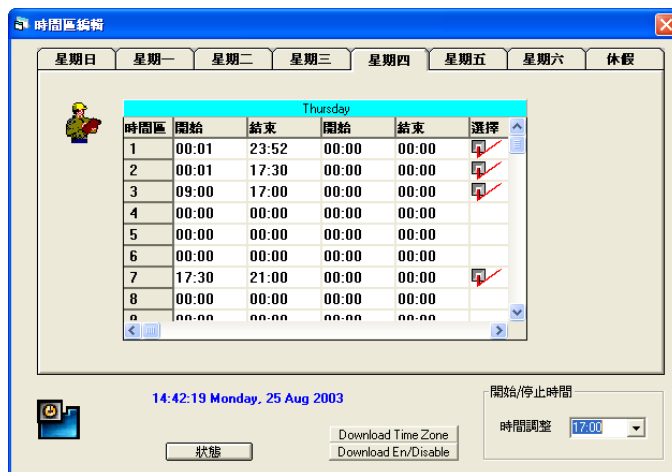 時間區編輯
星期日 星期一 星期二 星期三 星期四 星期五 星期六 休假
Thursday
時間區 開始 結束 開始 結束 選擇
1 00:01 23:52 00:00 00:00
2 00:01 17:30 00:00 00:00
3 09:00 17:00 00:00 00:00
4 00:00 00:00 00:00 00:00
5 00:00 00:00 00:00 00:00
6 00:00 00:00 00:00 00:00
7 17:30 21:00 00:00 00:00
8 00:00 00:00 00:00 00:00
14:42:19 Monday, 25 Aug 2003
開始/停止時間
時間調整 17:00
狀態
Download Time Zone
Download En/Disable